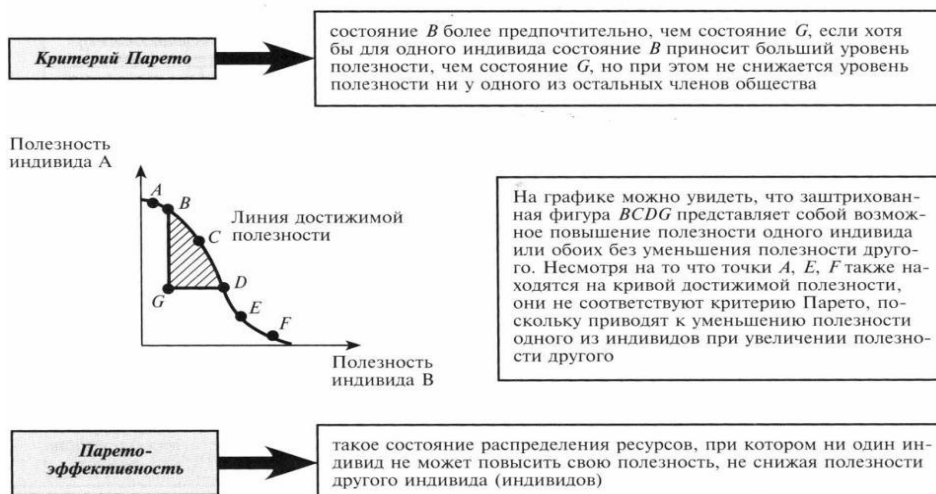 Критерий Парето
состояние B более предпочтительно, чем состояние G, если хотя
бы для одного индивида состояние B приносит больший уровень
полезности, чем состояние G, но при этом не снижается уровень
полезности ни у одного из остальных членов общества
Полезность
индивида A
A
B
Линия достижимой
полезности
C
G
D
E
F
Полезность
индивида B
На графике можно увидеть, что заштрихован-
ная фигура BCDG представляет собой возмож-
ное повышение полезности одного индивида
или обоих без уменьшения полезности друго-
го. Несмотря на то что точки A, E, F также на-
ходятся на кривой достижимой полезности,
они не соответствуют критерию Парето, по-
скольку приводят к уменьшению полезности
одного из индивидов при увеличении полезно-
сти другого
Парето-
эффективность
такое состояние распределения ресурсов, при котором ни один ин-
дивид не может повысить свою полезность, не снижая полезности
другого индивида (индивидов)